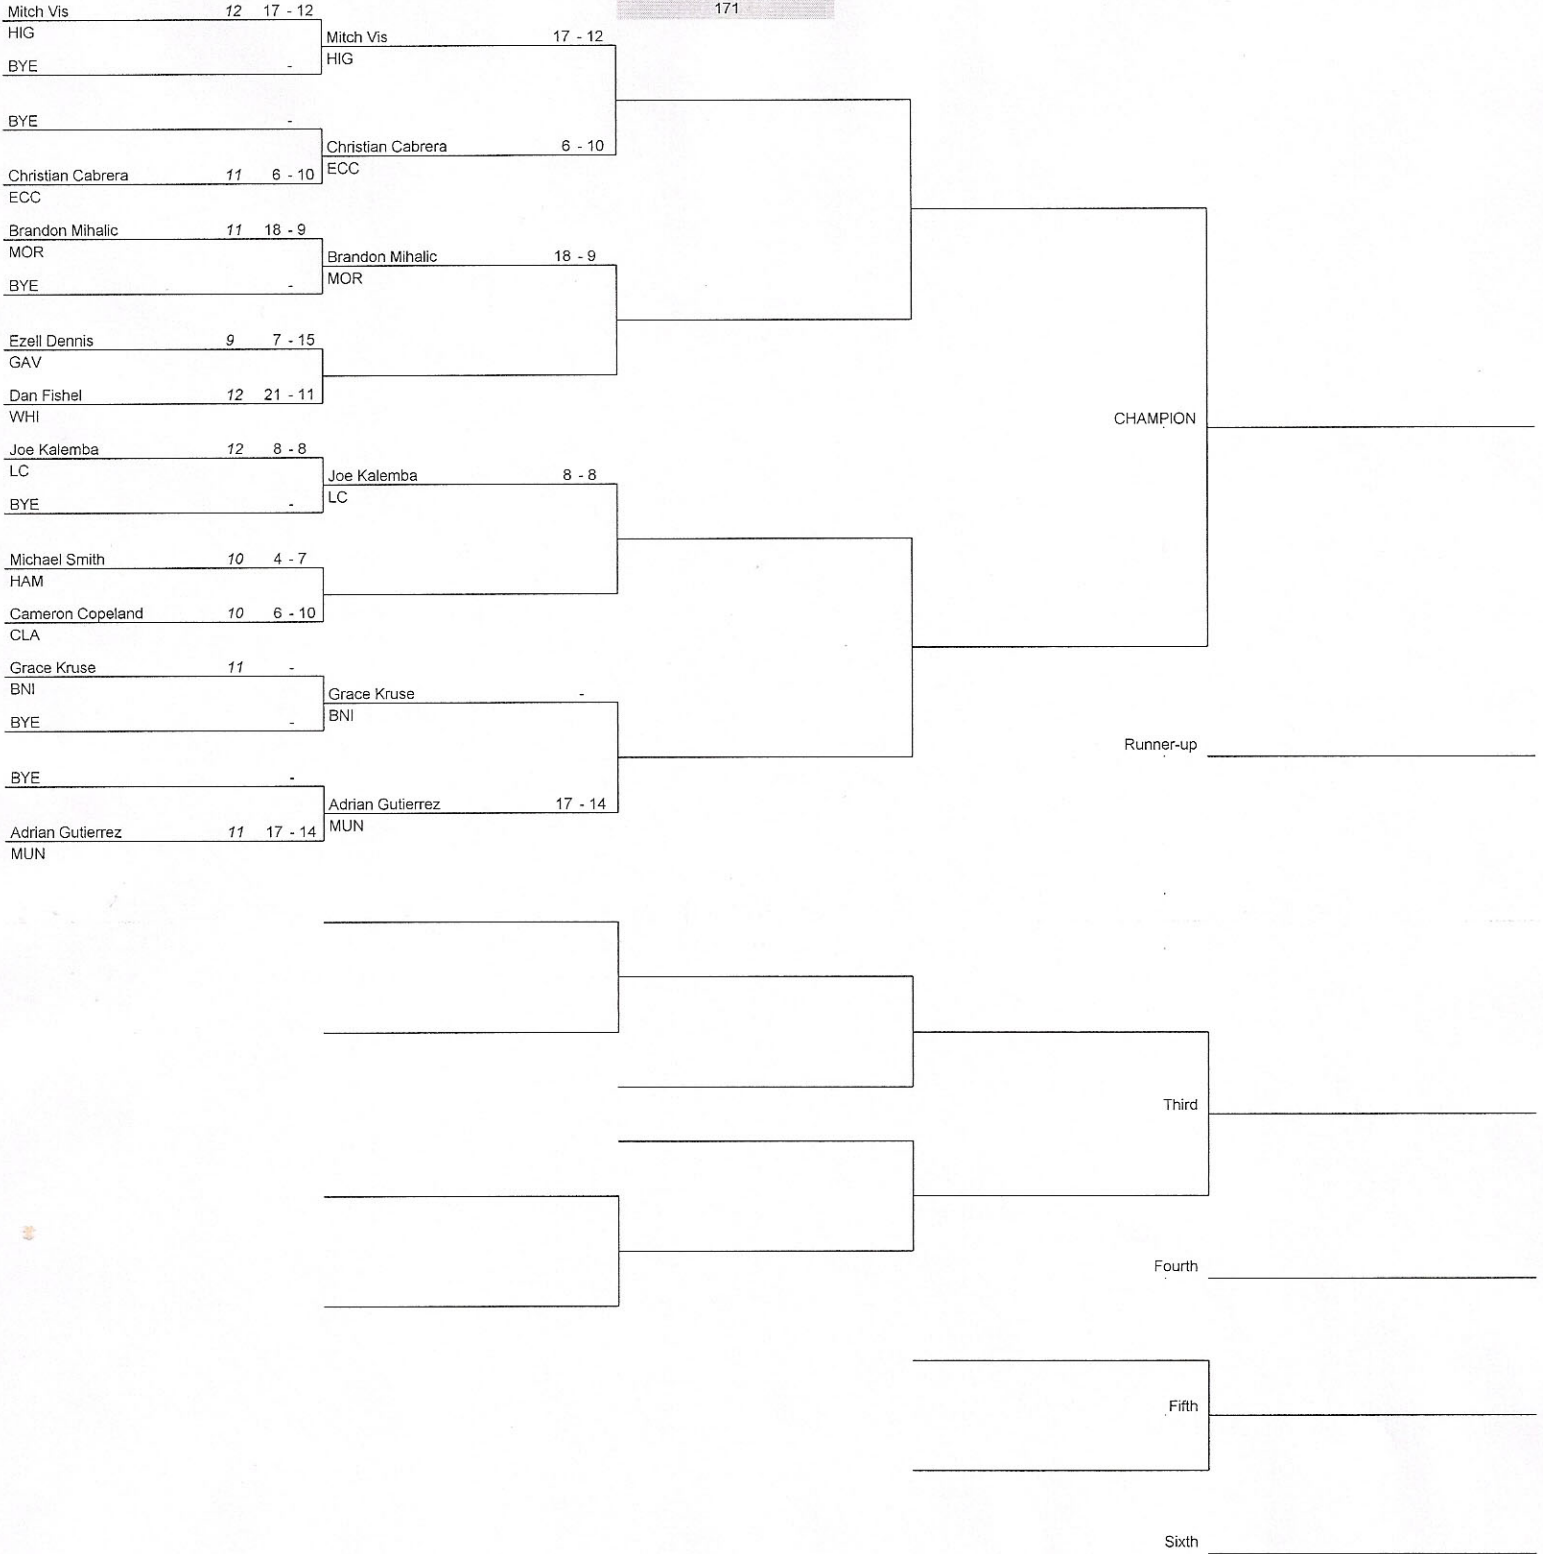 171
Mitch Vis 12 17 - 12
HIG
BYE -
BYE -
Christian Cabrera 11 6 - 10
ECC
Brandon Mihalic 11 18 - 9
MOR
BYE -
Ezell Dennis 9 7 - 15
GAV
Dan Fishel 12 21 - 11
WHI
Joe Kalemba 12 8 - 8
LC
BYE -
Michael Smith 10 4 - 7
HAM
Cameron Copeland 10 6 - 10
CLA
Grace Kruse 11 -
BNI
BYE -
BYE -
Adrian Gutierrez 11 17 - 14
MUN
Mitch Vis 17 - 12
HIG
Christian Cabrera 6 - 10
ECC
Brandon Mihalic 18 - 9
MOR
Joe Kalemba 8 - 8
LC
Grace Kruse -
BNI
Adrian Gutierrez 17 - 14
MUN
CHAMPION
Runner-up
Third
Fourth
Fifth
Sixth